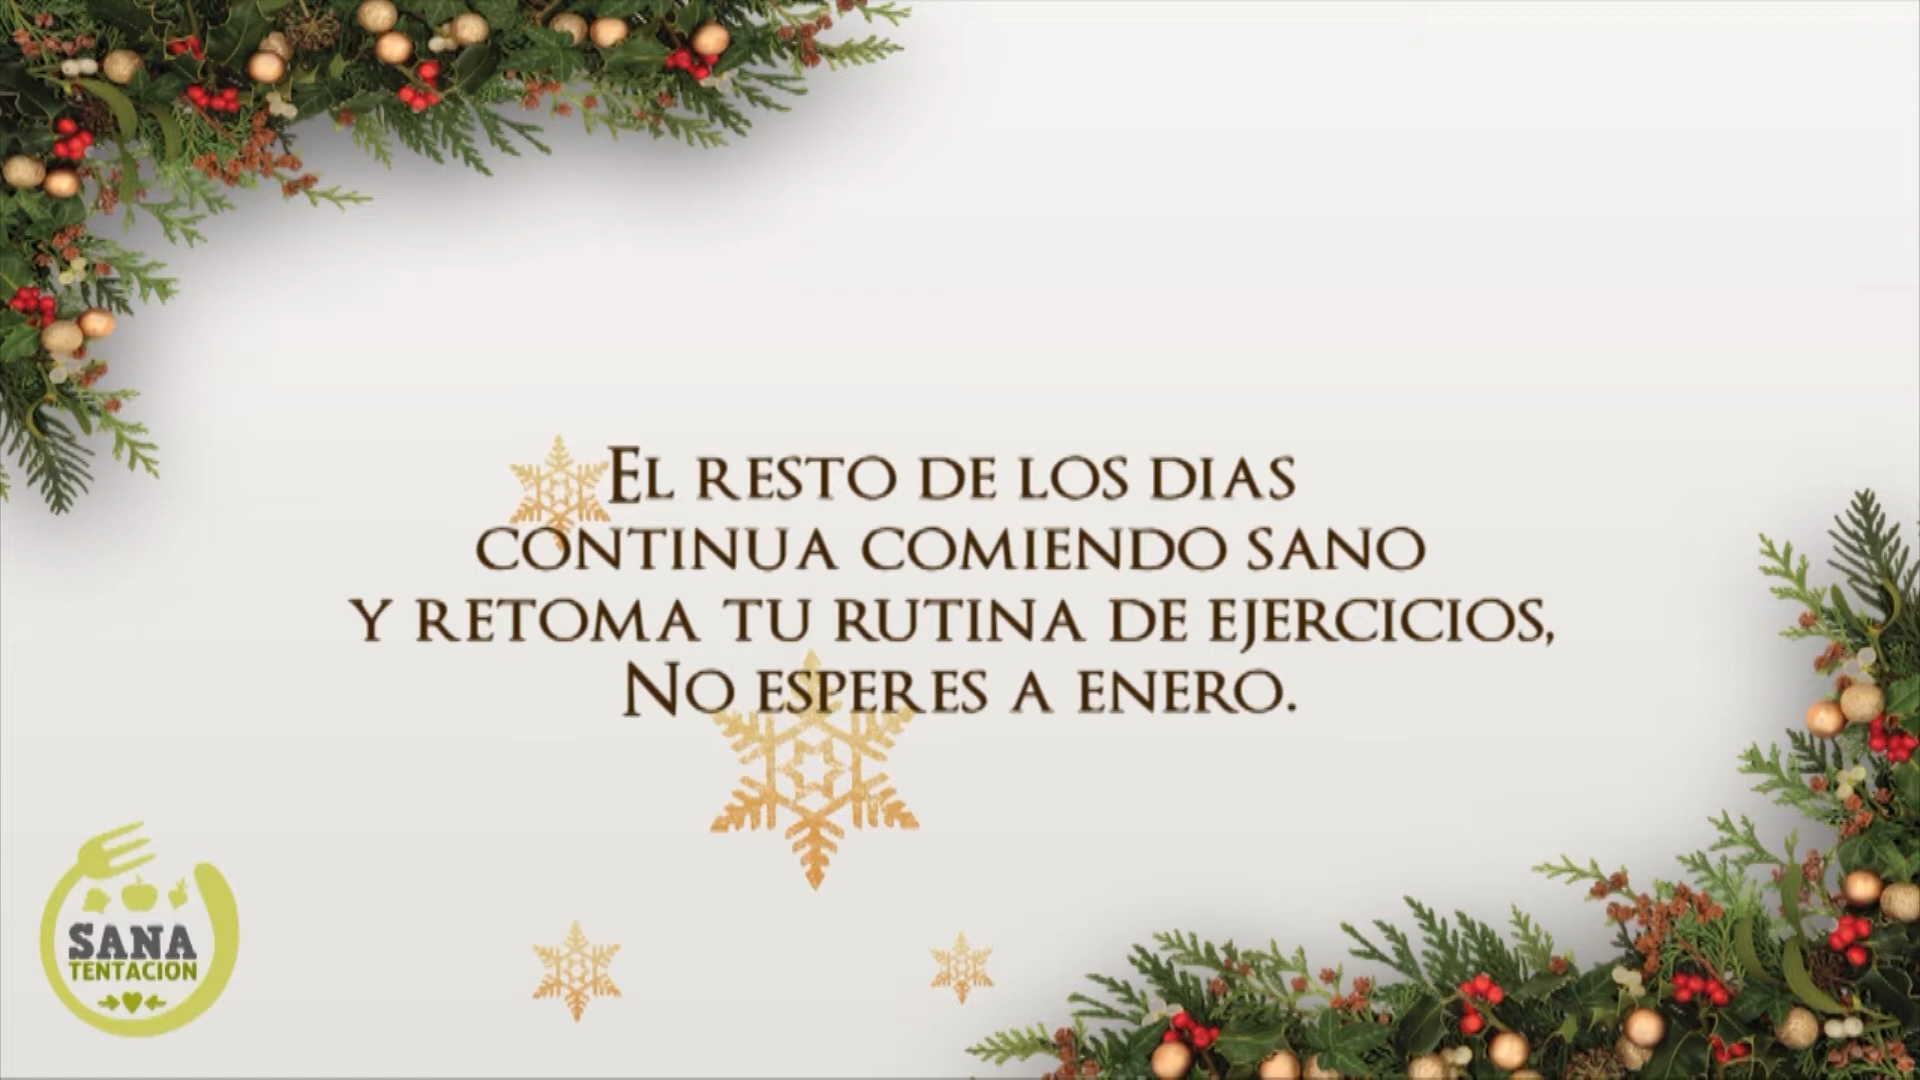 El resto de los dias
continua comiendo sano
y retoma tu rutina de ejercicios,
No esperes a enero.
SANA
TENTACION